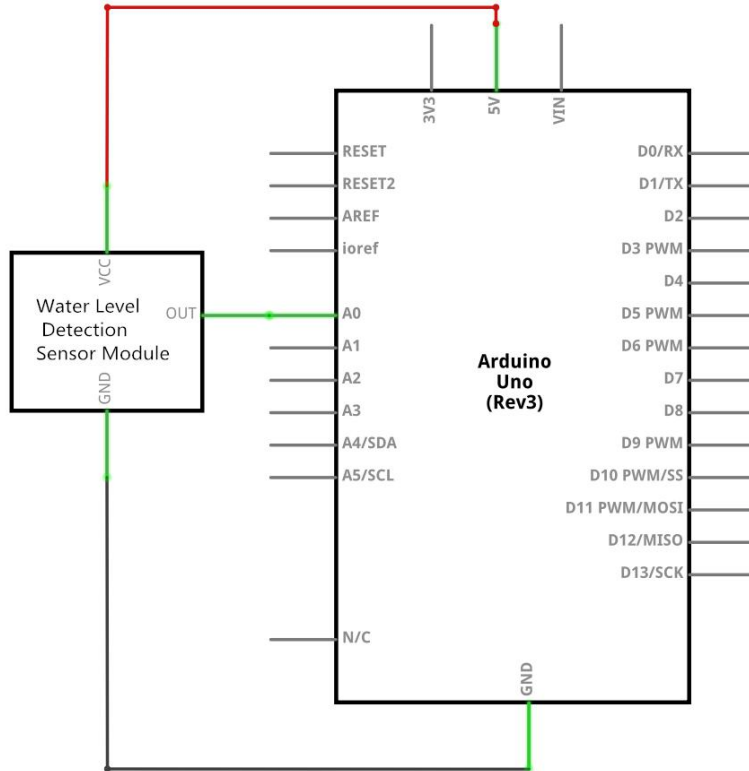 3V3
5V
VIN
RESET
RESET2
AREF
ioref
A0
A1
A2
A3
A4/SDA
A5/SCL
N/C
D0/RX
D1/TX
D2
D3 PWM
D4
D5 PWM
D6 PWM
D7
D8
D9 PWM
D10 PWM/SS
D11 PWM/MOSI
D12/MISO
D13/SCK
GND
Arduino
Uno
(Rev3)
VCC
OUT
Water Level
Detection
Sensor Module
GND